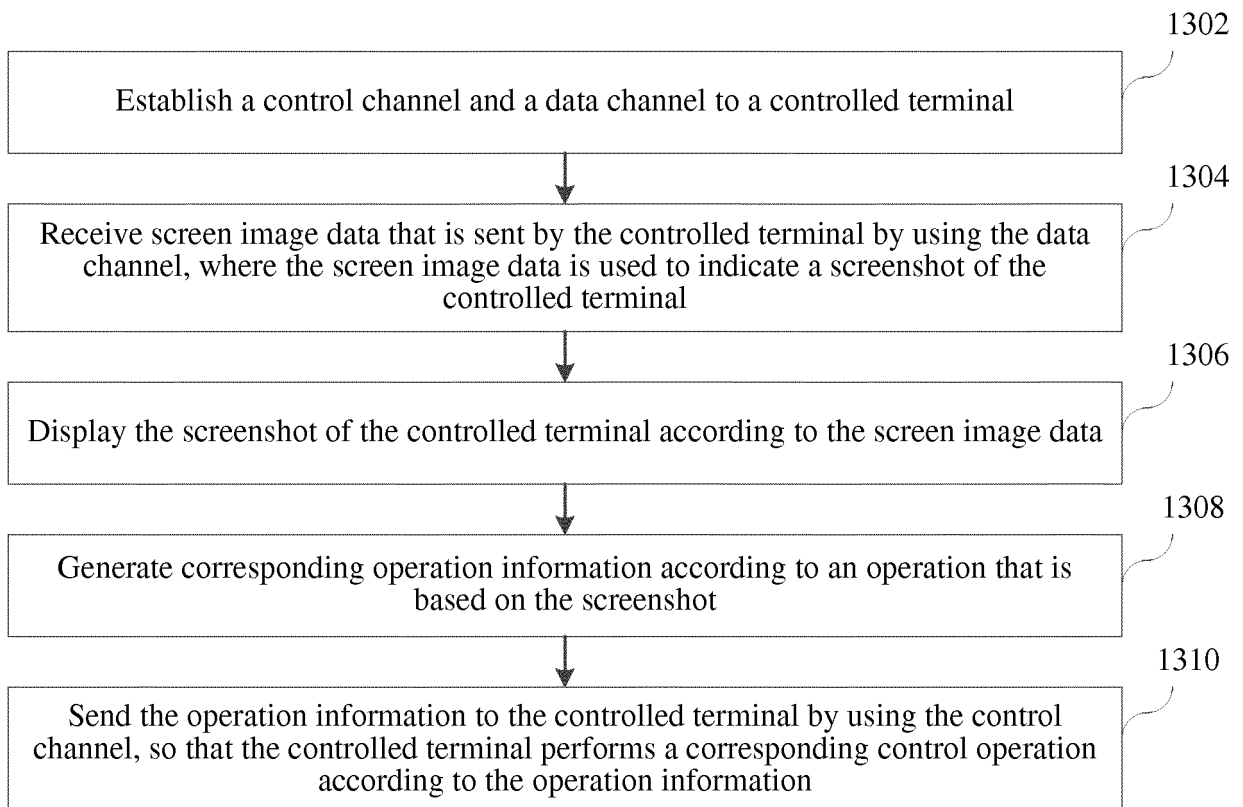 1302
Establish a control channel and a data channel to a controlled terminal
1304
Receive screen image data that is sent by the controlled terminal by using the data
channel, where the screen image data is used to indicate a screenshot of the
controlled terminal
1306
Display the screenshot of the controlled terminal according to the screen image data
1308
Generate corresponding operation information according to an operation that is
based on the screenshot
1310
Send the operation information to the controlled terminal by using the control
channel, so that the controlled terminal performs a corresponding control operation
according to the operation information